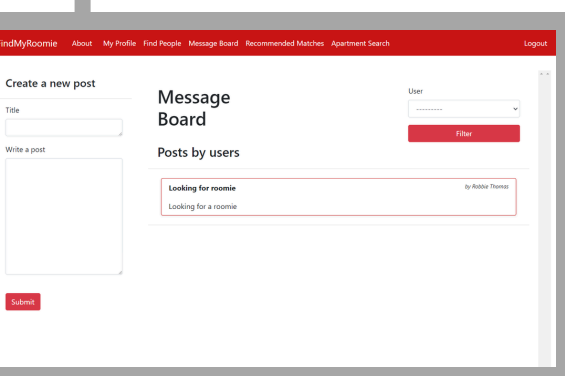 FindMyRoomie About My Profile Find People Message Board Recommended Matches Apartment Search Logout
Create a new post
Title
Write a post
Submit
Message
Board
Posts by users
User
---------
Filter
Looking for roomie by Robbie Thomas
Looking for a roomie